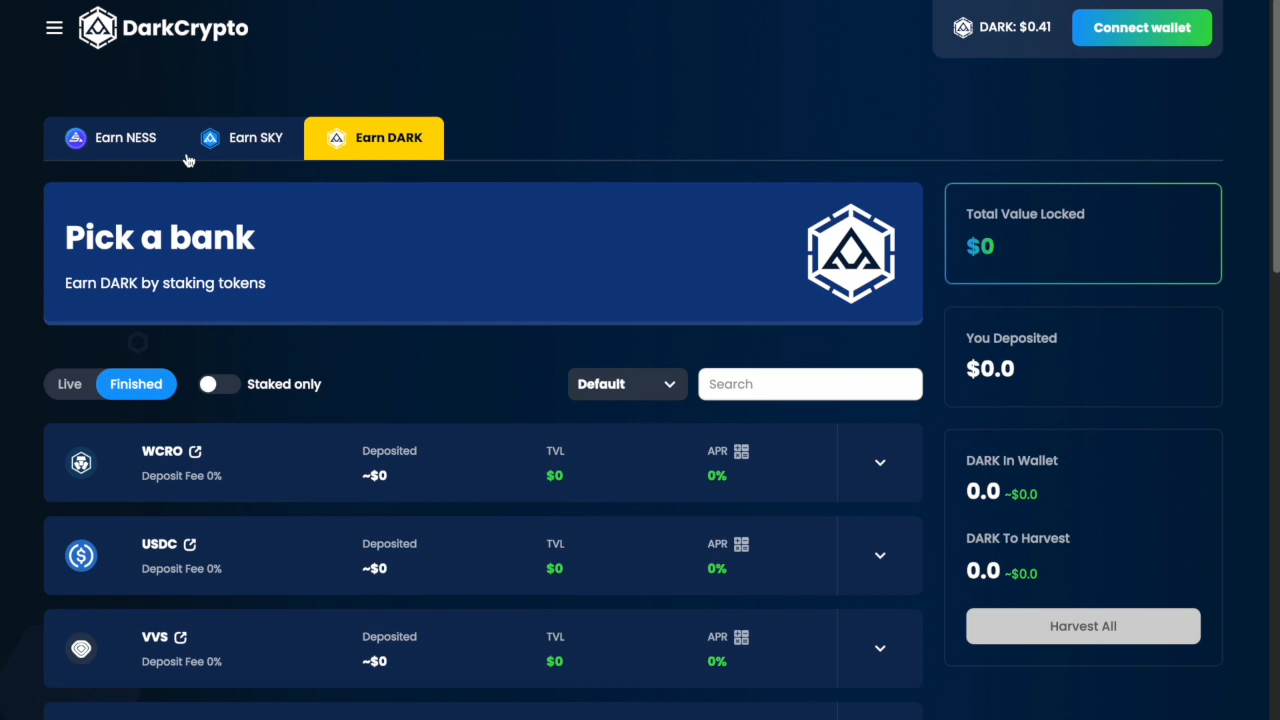 DarkCrypto
DARK: $0.41
Connect wallet
Earn NESS
Earn SKY
Earn DARK
Pick a bank
Earn DARK by staking tokens
Total Value Locked
$0
You Deposited
$0.0
Live
Finished
Staked only
Default
Search
WCRO
Deposit Fee 0%
Deposited
~$0
TVL
$0
APR
0%
USDC
Deposit Fee 0%
Deposited
~$0
TVL
$0
APR
0%
VVS
Deposit Fee 0%
Deposited
~$0
TVL
$0
APR
0%
DARK In Wallet
0.0 ~$0.0
DARK To Harvest
0.0 ~$0.0
Harvest All